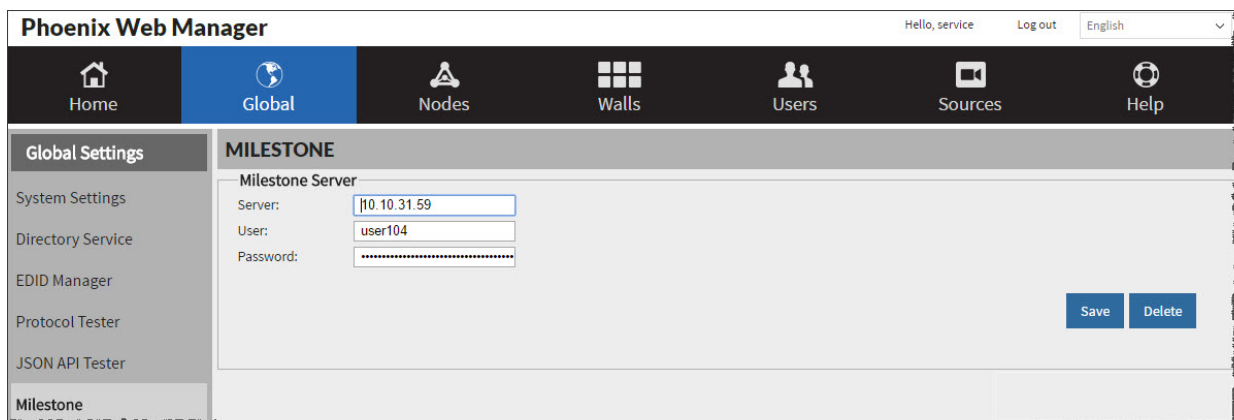 Phoenix Web Manager
Hello, service
Log out
English
Home
Global
Nodes
Walls
Users
Sources
Help
Global Settings
MILESTONE
System Settings
Directory Service
EDID Manager
Protocol Tester
JSON API Tester
Milestone
Milestone Server
Server: 10.10.31.59
User: user104
Password: ••••••••••••••••••••••••••••••••••••
Save
Delete